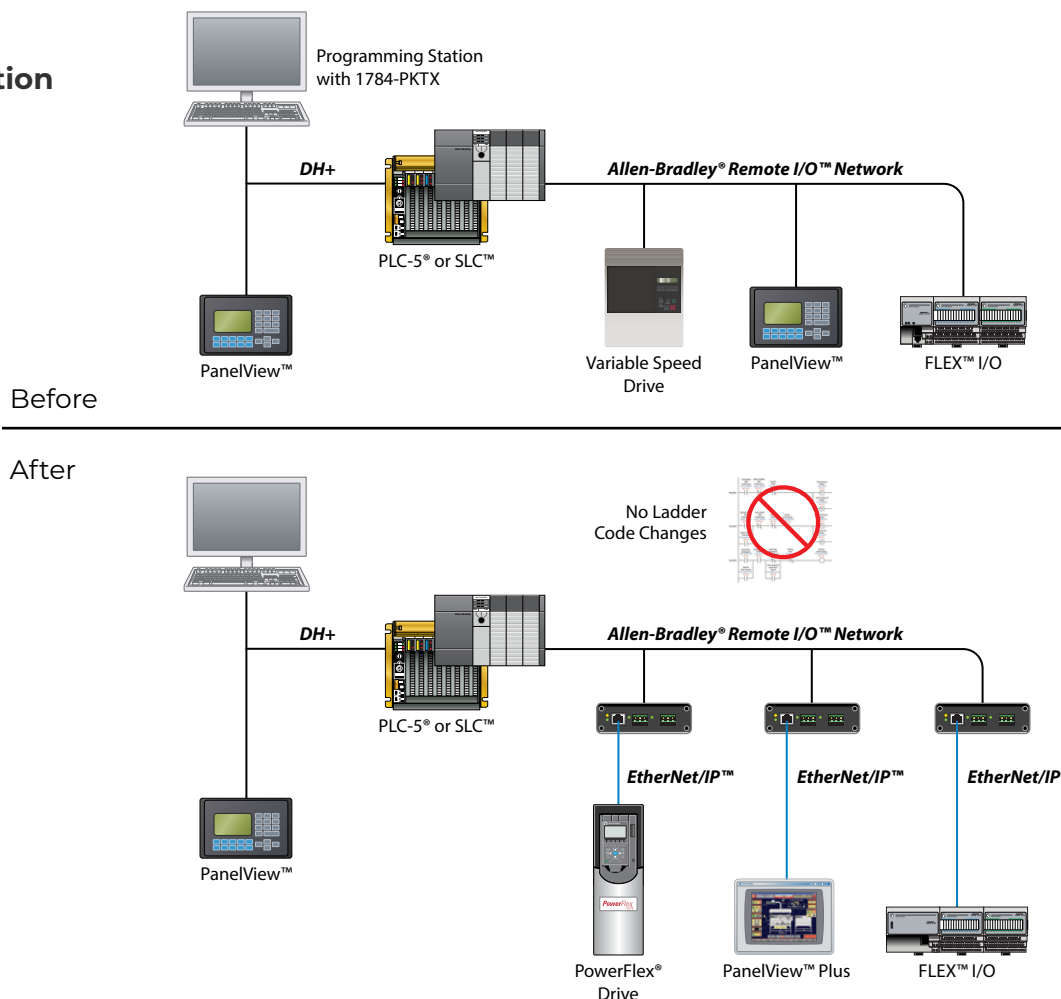 tion
Programming Station
with 1784-PKTX
DH+
Allen-Bradley® Remote I/O™ Network
PLC-5® or SLC™
PanelView™
Variable Speed
Drive
PanelView™
FLEX™ I/O
Before
After
No Ladder
Code Changes
DH+
Allen-Bradley® Remote I/O™ Network
PLC-5® or SLC™
EtherNet/IP™
EtherNet/IP™
EtherNet/IP
PanelView™
PowerFlex
PowerFlex®
Drive
PanelView™ Plus
FLEX™ I/O